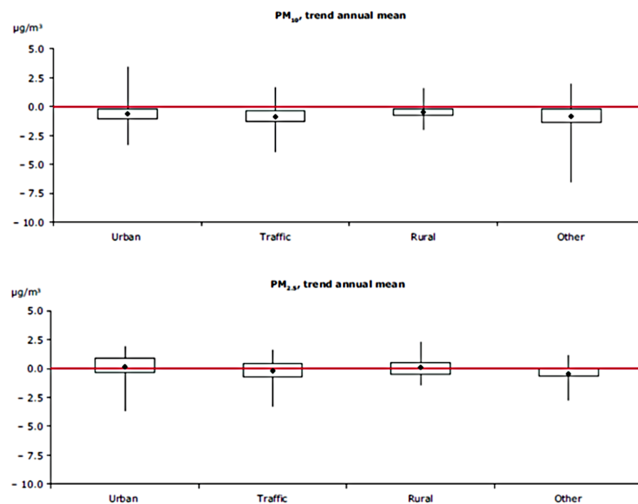 PM₁₀, trend annual mean
µg/m³
5.0
2.5
0.0
– 2.5
– 5.0
– 7.5
– 10.0
Urban Traffic Rural Other
PM₂.₅, trend annual mean
µg/m³
5.0
2.5
0.0
– 2.5
– 5.0
– 7.5
– 10.0
Urban Traffic Rural Other